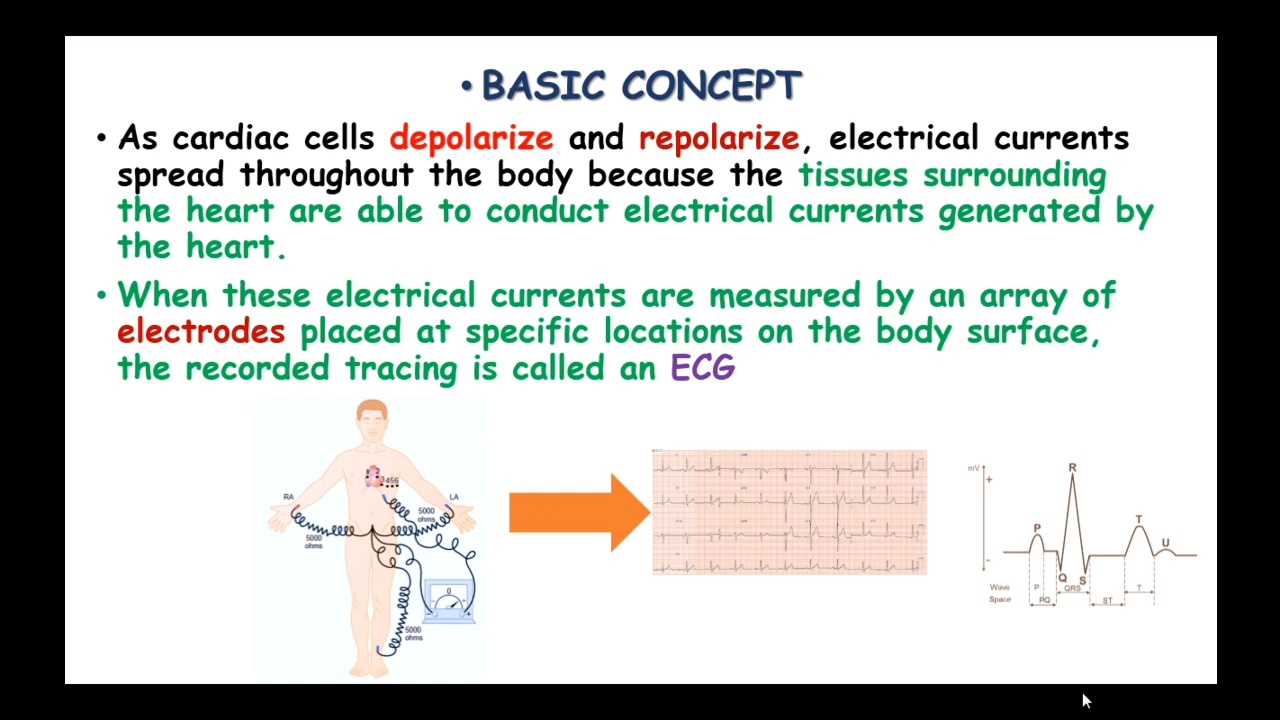 • BASIC CONCEPT
• As cardiac cells depolarize and repolarize, electrical currents
spread throughout the body because the tissues surrounding
the heart are able to conduct electrical currents generated by
the heart.
• When these electrical currents are measured by an array of
electrodes placed at specific locations on the body surface,
the recorded tracing is called an ECG
3 456
RA
LA
5000
ohms
5000
ohms
0
- +
5000
ohms
mV
+
-
P
R
Q
S
T
U
Wave P QRS T
Space PQ ST